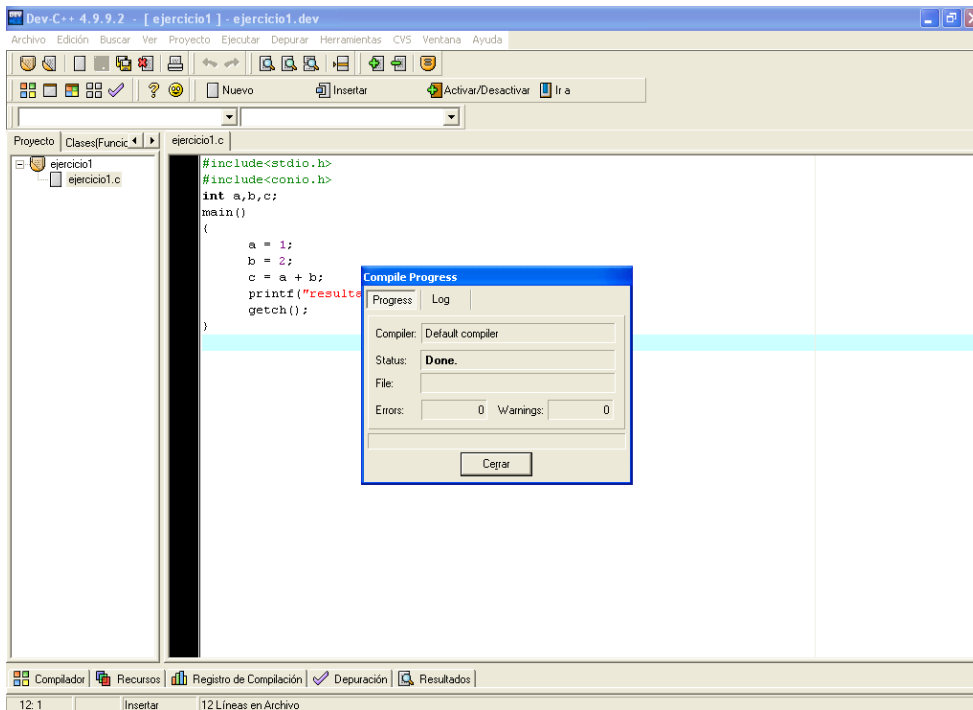 Dev-C++ 4.9.9.2 - [ ejercicio1 ] - ejercicio1.dev
Archivo Edición Buscar Ver Proyecto Ejecutar Depurar Herramientas CVS Ventana Ayuda
Nuevo Insertar Activar/Desactivar Ir a
Proyecto Clases(Funcic ejercicio1.c
ejercicio1
ejercicio1.c
#include<stdio.h>
#include<conio.h>
int a,b,c;
main()
{
a = 1;
b = 2;
c = a + b;
printf("resulta
getch();
}
Compile Progress
Progress Log
Compiler: Default compiler
Status: Done.
File:
Errors: 0 Warnings: 0
Cerrar
Compilador Recursos Registro de Compilación Depuración Resultados
12: 1 Insertar 12 Líneas en Archivo